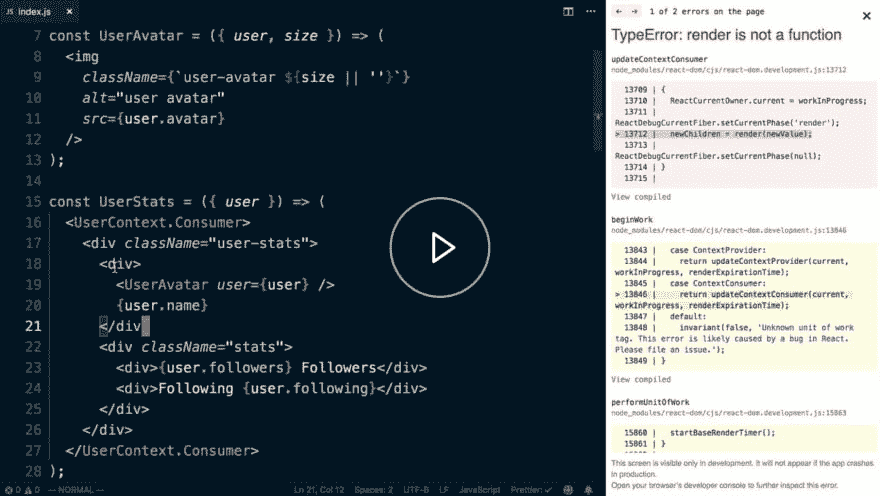 JS index.js ×
7 const UserAvatar = ({ user, size }) => (
8 <img
9 className={`user-avatar ${size || ''}`}
10 alt="user avatar"
11 src={user.avatar}
12 />
13 );
14
15 const UserStats = ({ user }) => (
16 <UserContext.Consumer>
17 <div className="user-stats">
18 <div>
19 <UserAvatar user={user} />
20 {user.name}
21 </div
22 <div className="stats">
23 <div>{user.followers} Followers</div>
24 <div>Following {user.following}</div>
25 </div>
26 </div>
27 </UserContext.Consumer>
28 );
0 0 -- NORMAL --
Ln 21, Col 12 Spaces: 2 UTF-8 LF JavaScript Prettier: ✓
← → 1 of 2 errors on the page ×
TypeError: render is not a function
updateContextConsumer
node_modules/react-dom/cjs/react-dom.development.js:13712
13709 | {
13710 | ReactCurrentOwner.current = workInProgress;
13711 |
ReactDebugCurrentFiber.setCurrentPhase('render');
> 13712 | newChildren = render(newValue);
13713 |
ReactDebugCurrentFiber.setCurrentPhase(null);
13714 | }
13715 |
View compiled
beginWork
node_modules/react-dom/cjs/react-dom.development.js:13846
13843 | case ContextProvider:
13844 | return updateContextProvider(current,
workInProgress, renderExpirationTime);
13845 | case ContextConsumer:
> 13846 | return updateContextConsumer(current,
workInProgress, renderExpirationTime);
13847 | default:
13848 | invariant(false, 'Unknown unit of work
tag. This error is likely caused by a bug in React.
Please file an issue.');
13849 | }
View compiled
performUnitOfWork
node_modules/react-dom/cjs/react-dom.development.js:15863
15860 | startBaseRenderTimer();
15861 | }
This screen is visible only in development. It will not appear if the app crashes
in production.
Open your browser's developer console to further inspect this error.